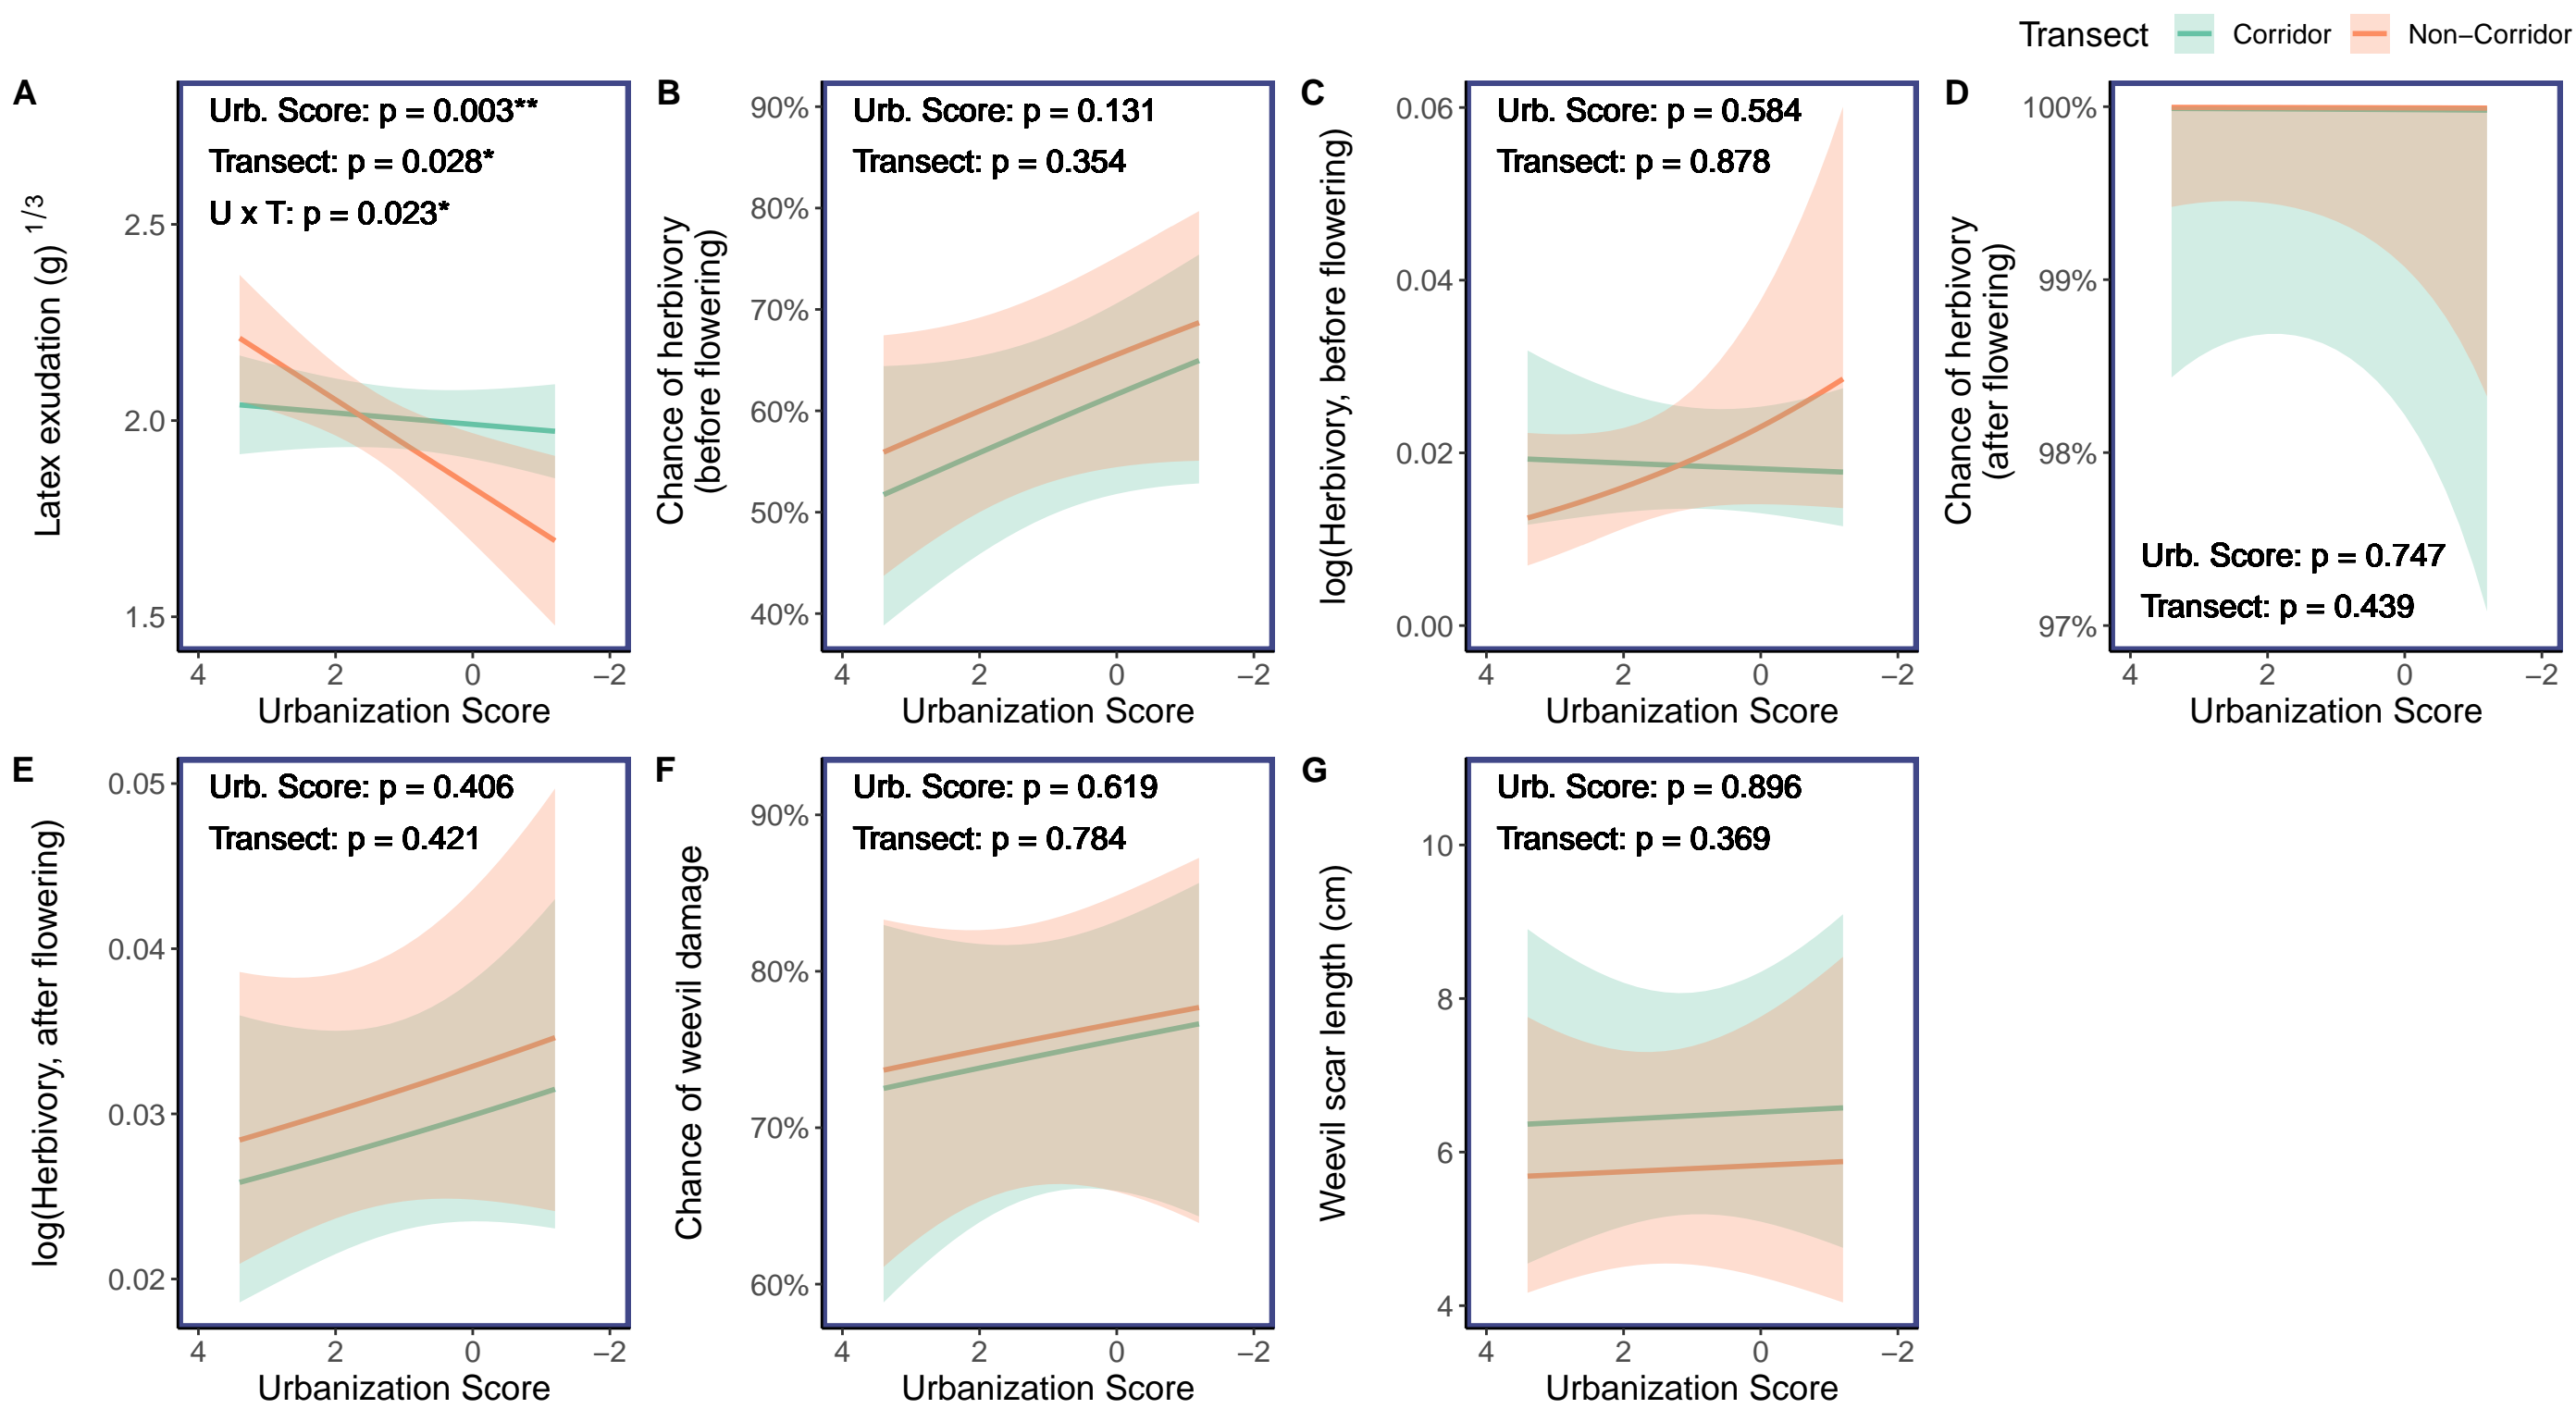 Transect Corridor Non−Corridor
A
Urb. Score: p = 0.003**
Transect: p = 0.028*
U x T: p = 0.023*
Latex exudation (g) 1/3
2.5
2.0
1.5
4 2 0 −2
Urbanization Score
B
Urb. Score: p = 0.131
Transect: p = 0.354
Chance of herbivory
(before flowering)
90%
80%
70%
60%
50%
40%
4 2 0 −2
Urbanization Score
C
Urb. Score: p = 0.584
Transect: p = 0.878
log(Herbivory, before flowering)
0.06
0.04
0.02
0.00
4 2 0 −2
Urbanization Score
D
Chance of herbivory
(after flowering)
100%
99%
98%
97%
Urb. Score: p = 0.747
Transect: p = 0.439
4 2 0 −2
Urbanization Score
E
Urb. Score: p = 0.406
Transect: p = 0.421
log(Herbivory, after flowering)
0.05
0.04
0.03
0.02
4 2 0 −2
Urbanization Score
F
Urb. Score: p = 0.619
Transect: p = 0.784
Chance of weevil damage
90%
80%
70%
60%
4 2 0 −2
Urbanization Score
G
Urb. Score: p = 0.896
Transect: p = 0.369
Weevil scar length (cm)
10
8
6
4
4 2 0 −2
Urbanization Score